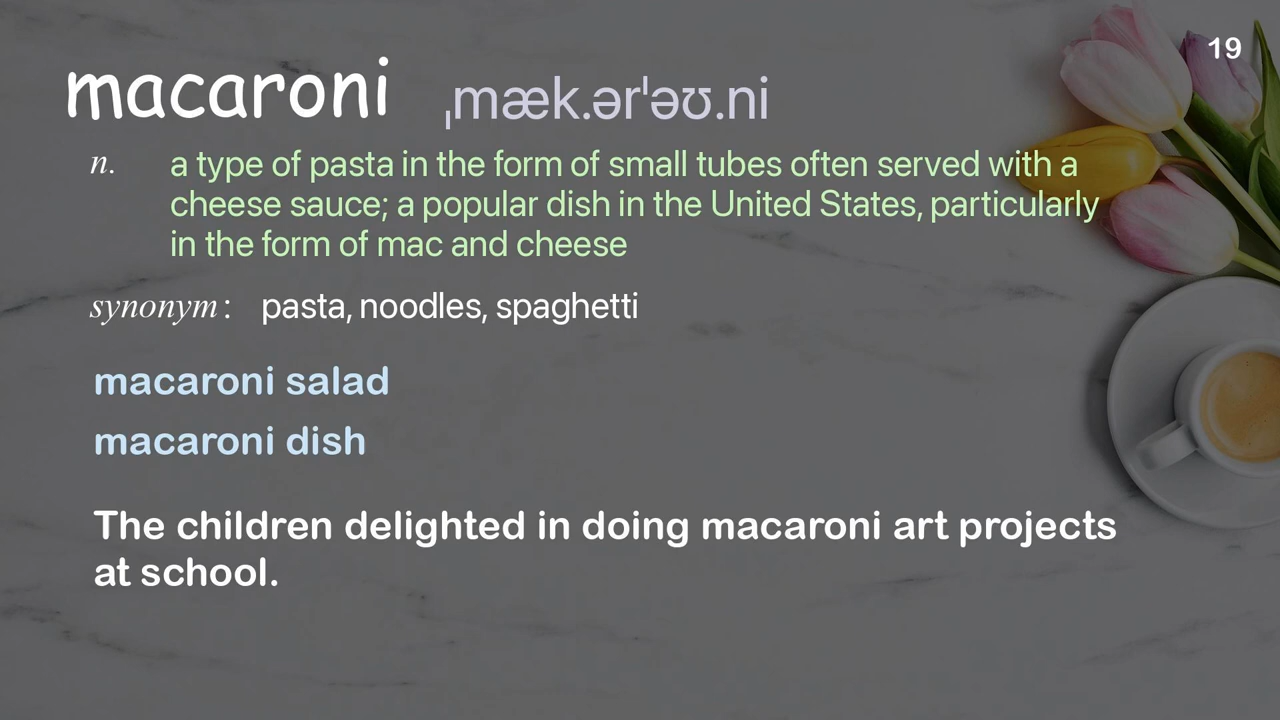 19
macaroni ˌmæk.ərˈəʊ.ni
n. a type of pasta in the form of small tubes often served with a
cheese sauce; a popular dish in the United States, particularly
in the form of mac and cheese
synonym: pasta, noodles, spaghetti
macaroni salad
macaroni dish
The children delighted in doing macaroni art projects
at school.